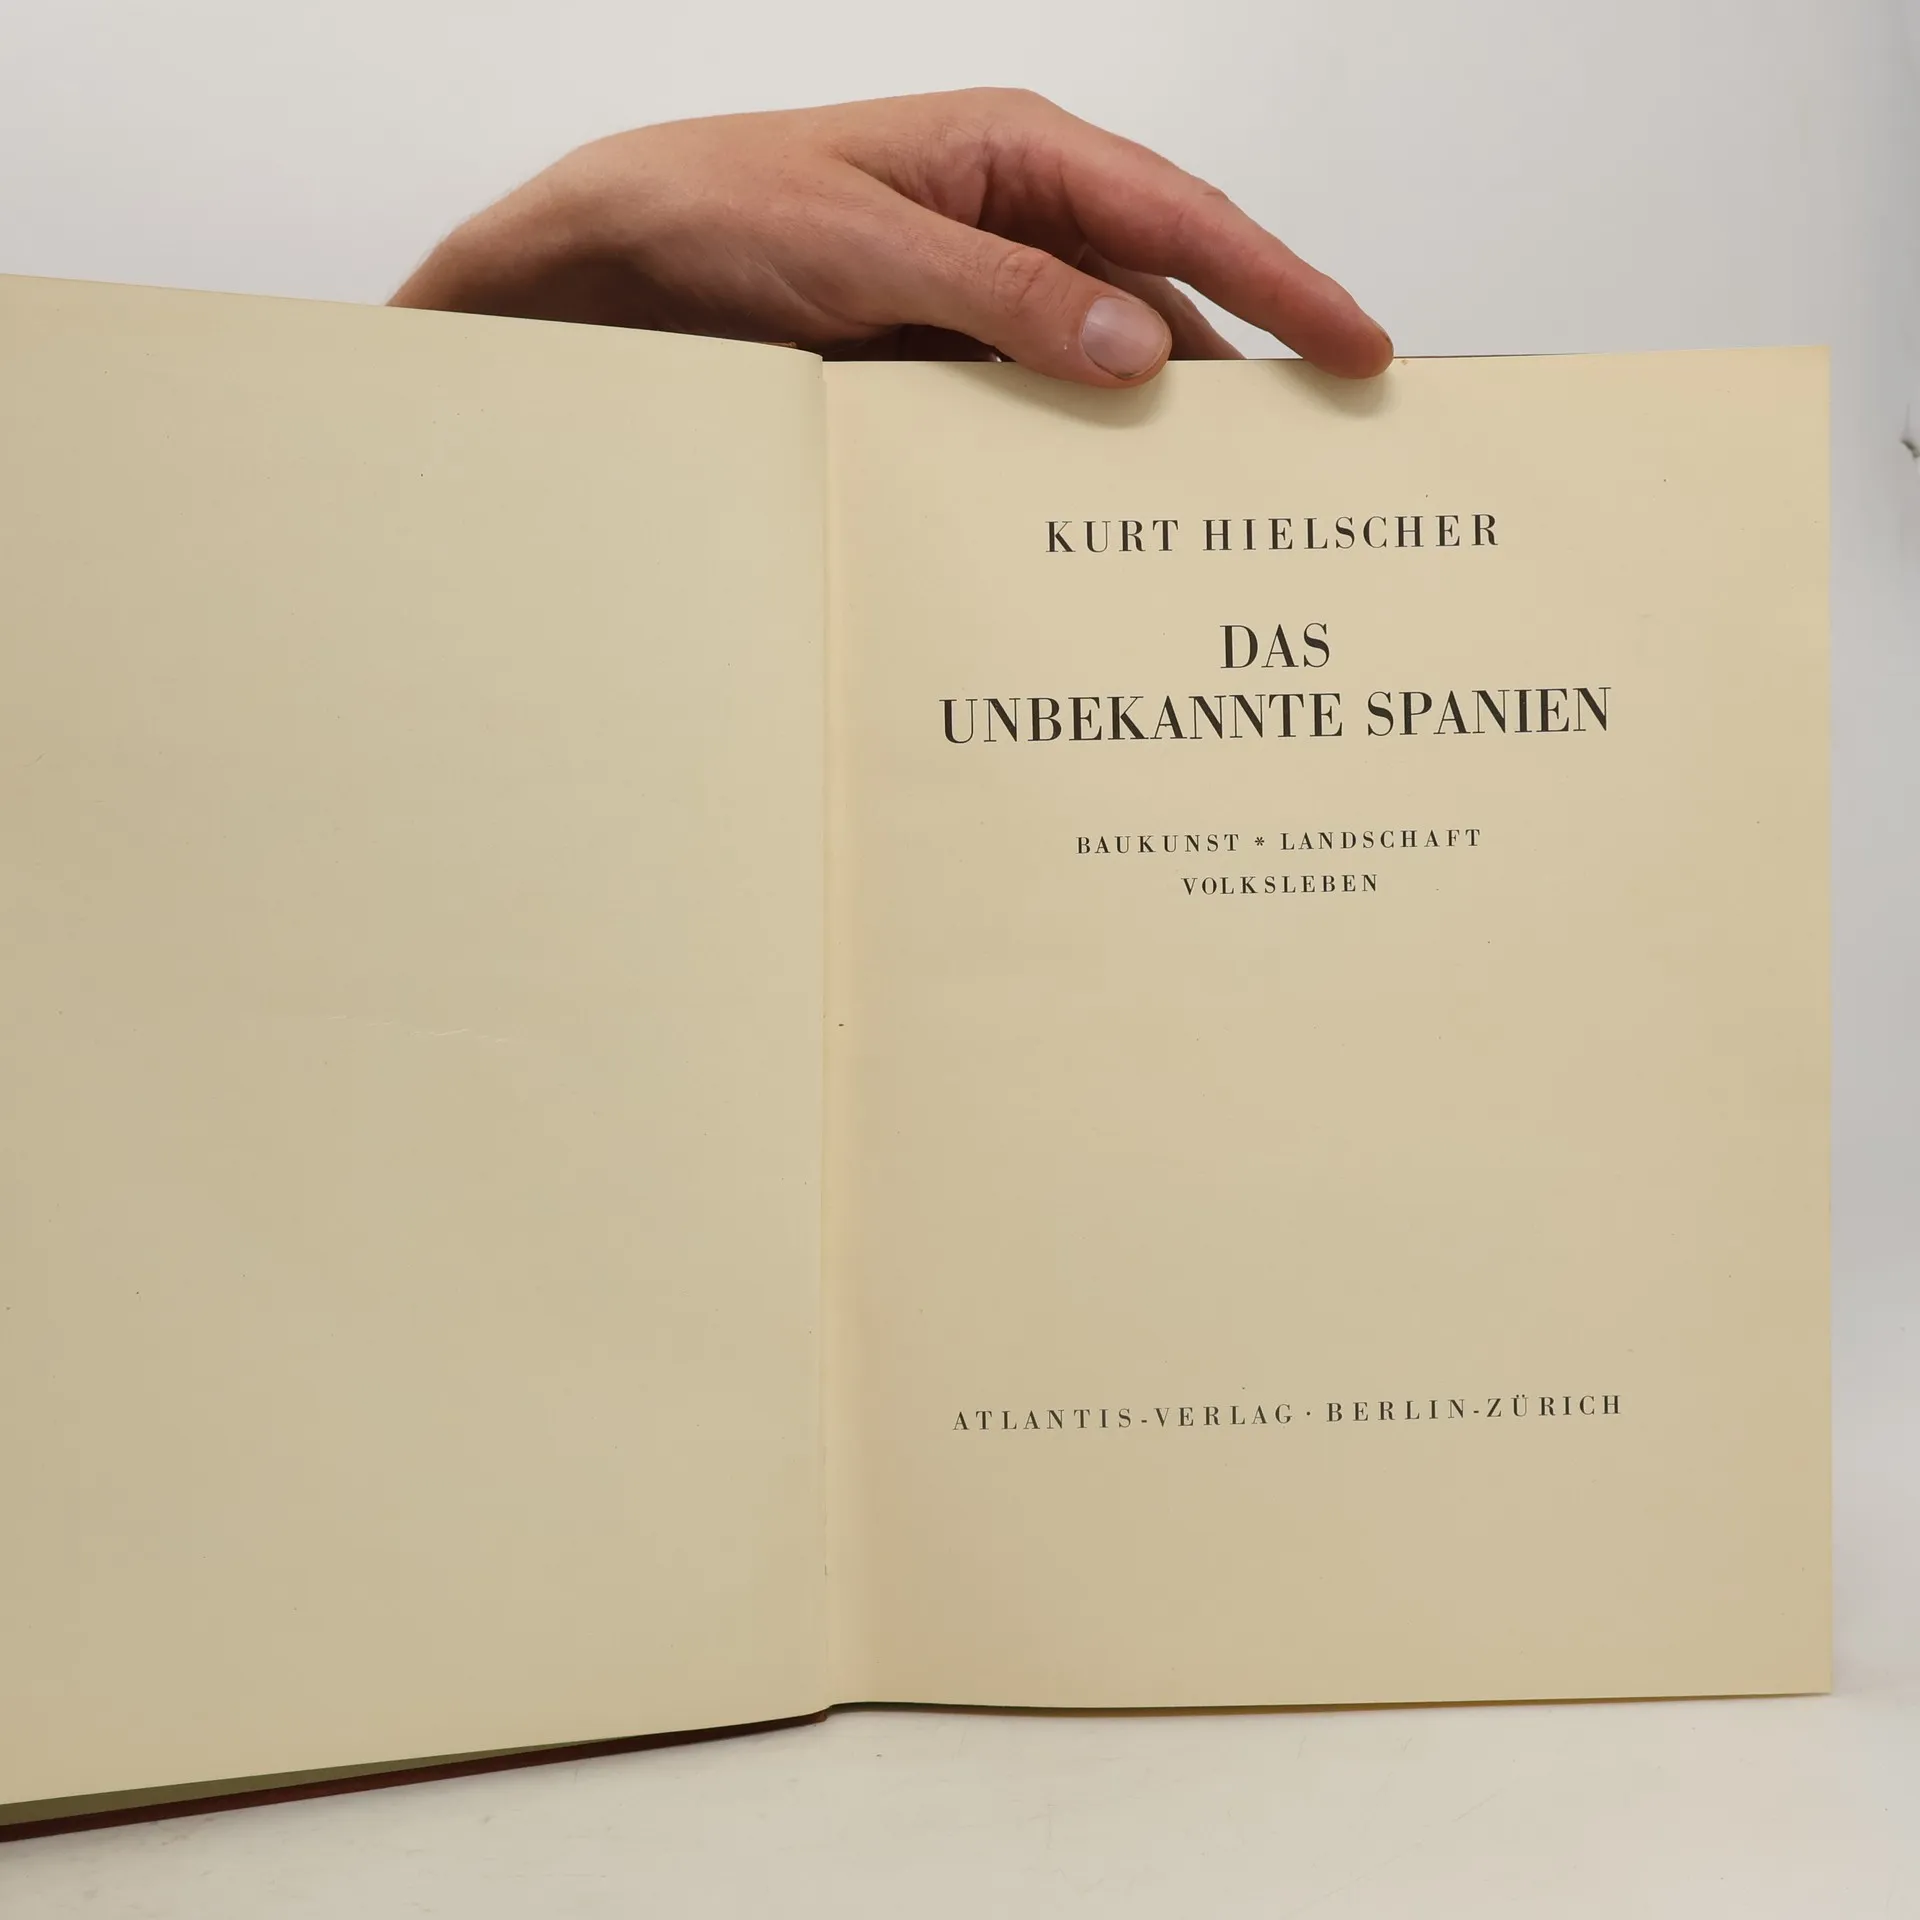 KURT HIELSCHER
DAS
UNBEKANNTE SPANIEN
BAUKUNST * LANDSCHAFT
VOLKSLEBEN
ATLANTIS-VERLAG · BERLIN-ZÜRICH